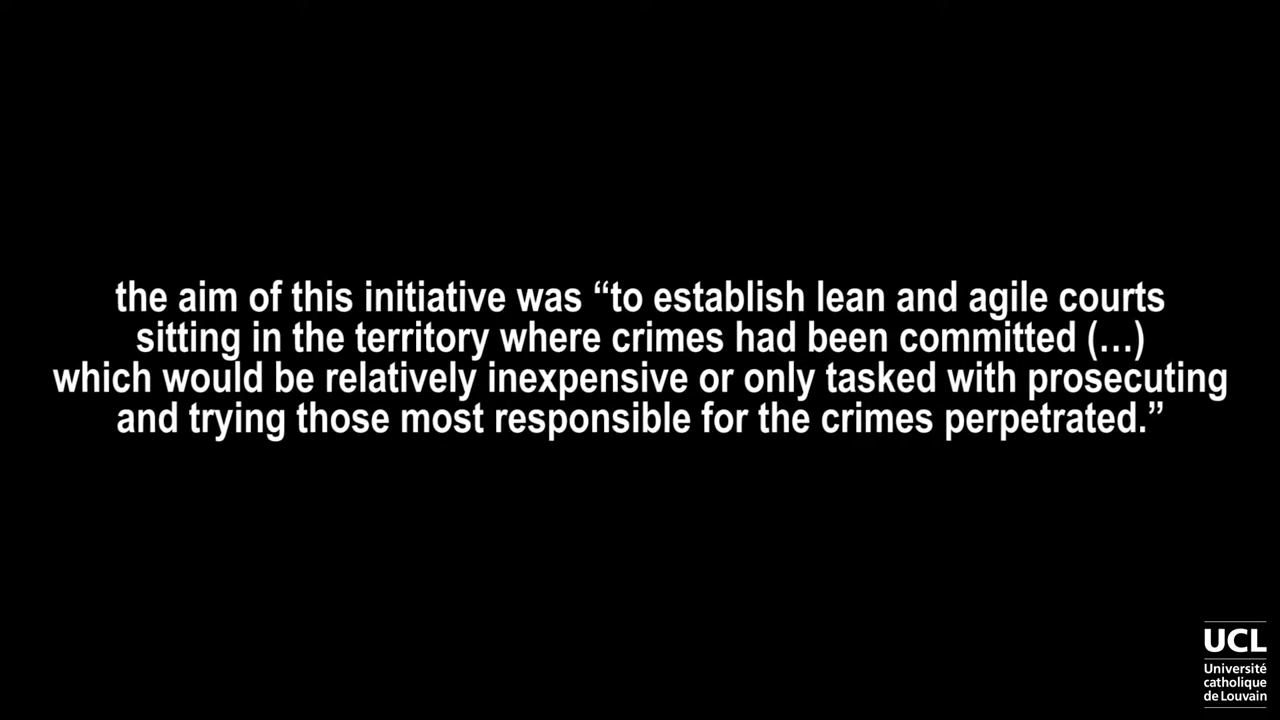 the aim of this initiative was “to establish lean and agile courts
sitting in the territory where crimes had been committed (…)
which would be relatively inexpensive or only tasked with prosecuting
and trying those most responsible for the crimes perpetrated.”
UCL
Université
catholique
de Louvain